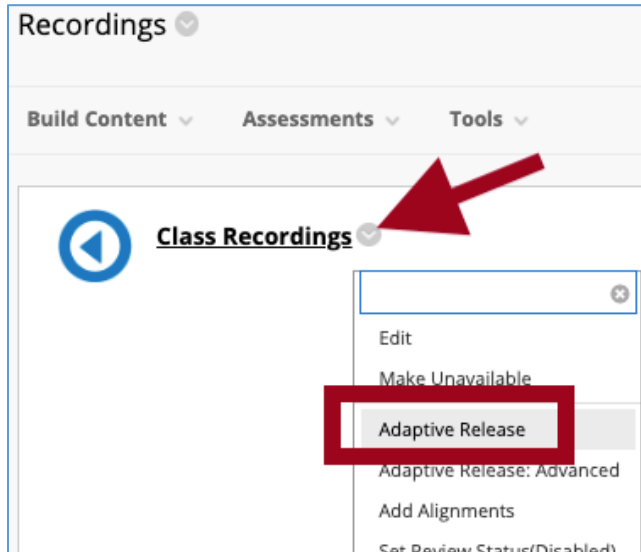 Recordings
Build Content Assessments Tools
Class Recordings
Edit
Make Unavailable
Adaptive Release
Adaptive Release: Advanced
Add Alignments
Set Review Status(Disabled)